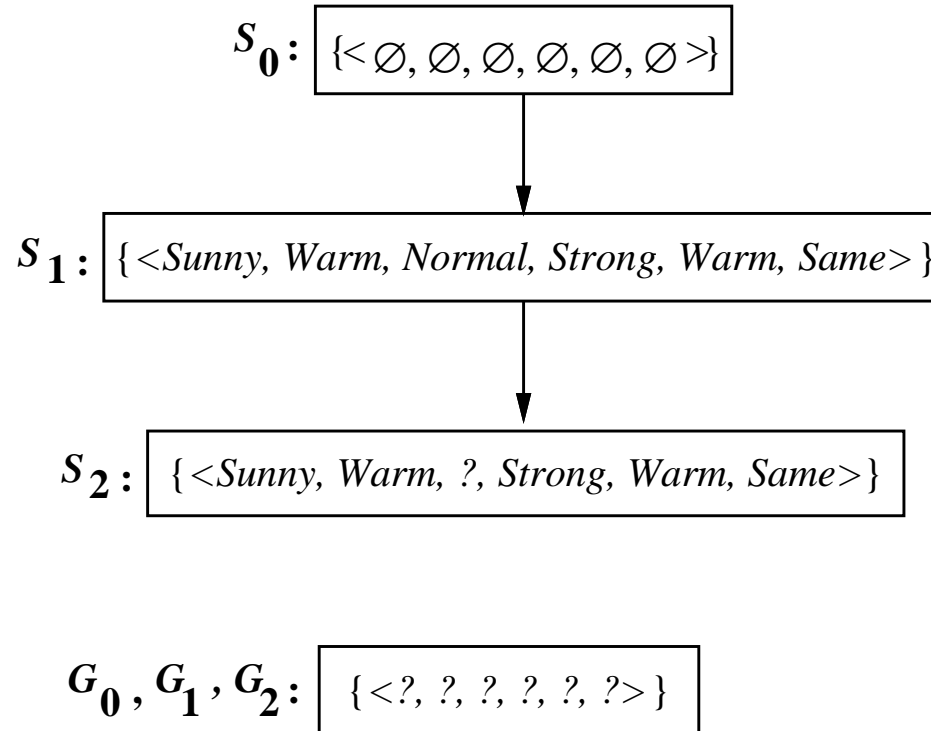 S0: {<∅, ∅, ∅, ∅, ∅, ∅>}
S1: {<Sunny, Warm, Normal, Strong, Warm, Same>}
S2: {<Sunny, Warm, ?, Strong, Warm, Same>}
G0, G1, G2: {<?, ?, ?, ?, ?, ?>}